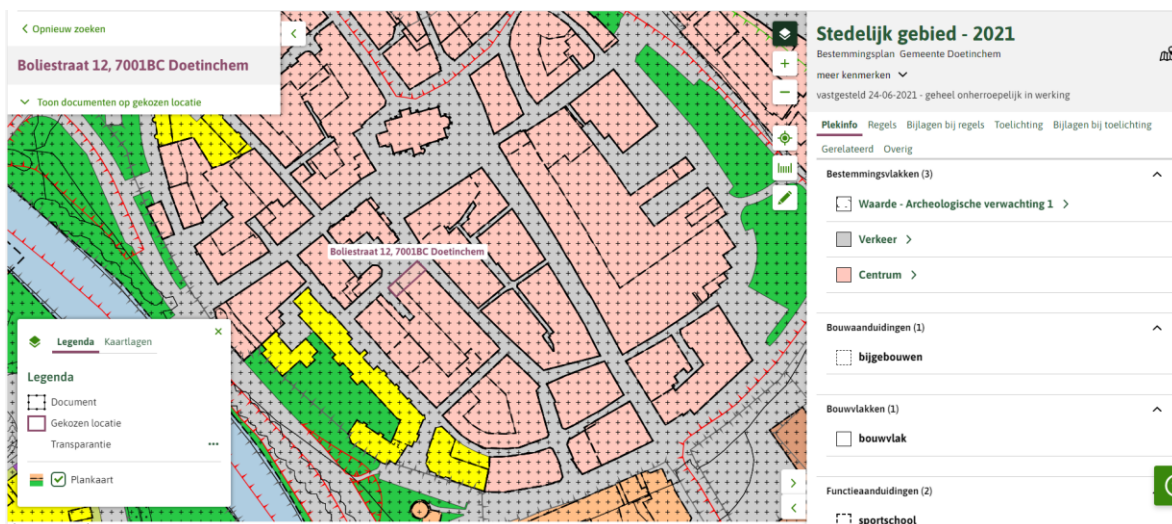 Opnieuw zoeken
Boliestraat 12, 7001BC Doetinchem
Toon documenten op gekozen locatie
Boliestraat 12, 7001BC Doetinchem
Legenda Kaartlagen
Legenda
Document
Gekozen locatie
Transparantie
Plankaart
Stedelijk gebied - 2021
Bestemmingsplan Gemeente Doetinchem
meer kenmerken
vastgesteld 24-06-2021 - geheel onherroepelijk in werking
Plekinfo Regels Bijlagen bij regels Toelichting Bijlagen bij toelichting
Gerelateerd Overig
Bestemmingsvlakken (3)
Waarde - Archeologische verwachting 1
Verkeer
Centrum
Bouwaanduidingen (1)
bijgebouwen
Bouwvlakken (1)
bouwvlak
Functieaanduidingen (2)
sportschool